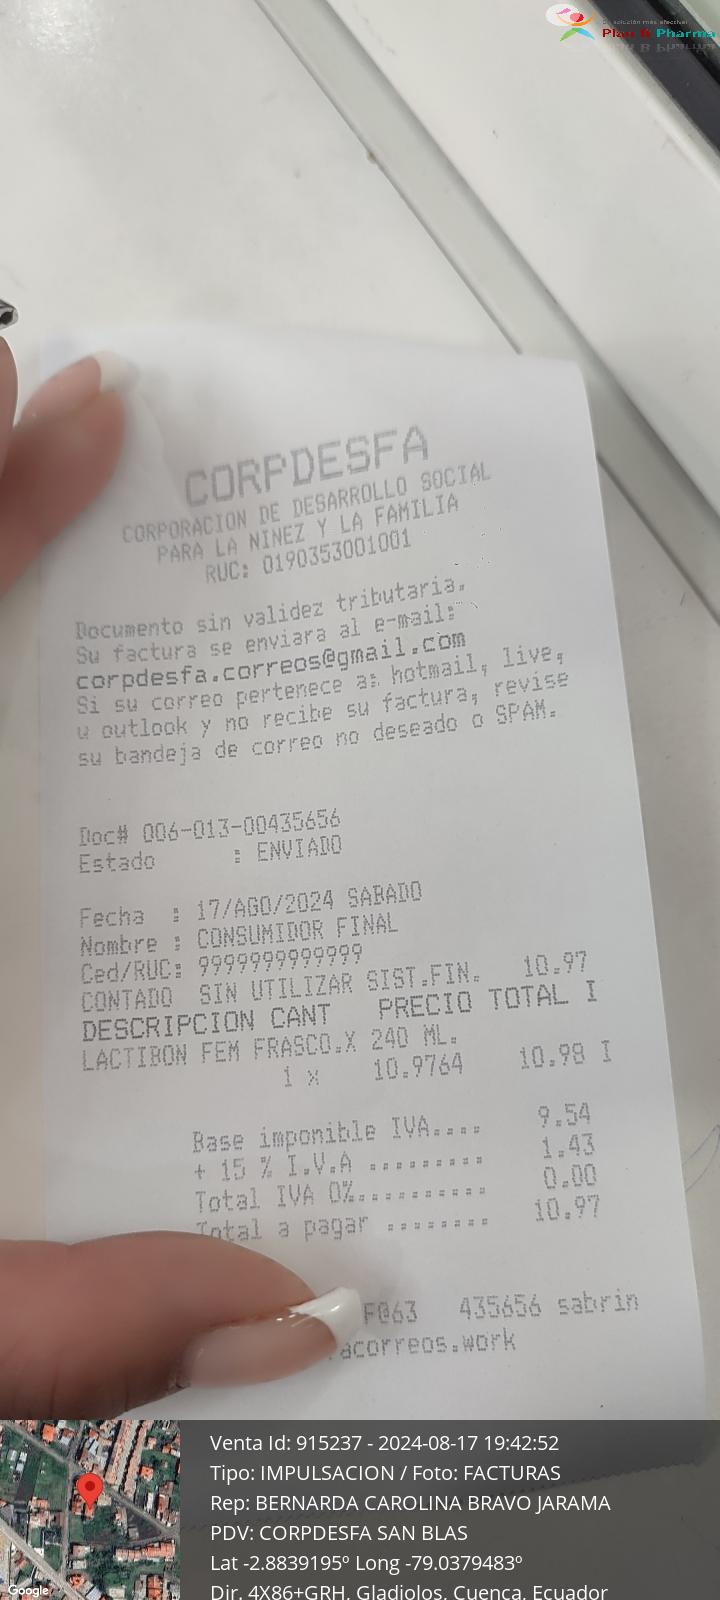 La solución más efectiva!
Plan B Pharma
CORPDESFA
CORPORACION DE DESARROLLO SOCIAL
PARA LA NINEZ Y LA FAMILIA
RUC: 0190353001001
Documento sin validez tributaria.
Su factura se enviara al e-mail:
corpdesfa.correos@gmail.com
Si su correo pertenece a: hotmail, live,
u outlook y no recibe su factura, revise
su bandeja de correo no deseado o SPAM.
Doc# 006-013-00435656
Estado : ENVIADO
Fecha : 17/AGO/2024 SABADO
Nombre : CONSUMIDOR FINAL
Ced/RUC: 9999999999999
CONTADO SIN UTILIZAR SIST.FIN. 10.97
DESCRIPCION CANT PRECIO TOTAL I
LACTIBON FEM FRASCO.X 240 ML.
1 x 10.9764 10.98 I
Base imponible IVA.... 9.54
+ 15 % I.V.A ......... 1.43
Total IVA 0%........... 0.00
Total a pagar ........ 10.97
F@63 435656 sabrin
acorreos.work
Venta Id: 915237 - 2024-08-17 19:42:52
Tipo: IMPULSACION / Foto: FACTURAS
Rep: BERNARDA CAROLINA BRAVO JARAMA
PDV: CORPDESFA SAN BLAS
Lat -2.8839195º Long -79.0379483º
Dir. 4X86+GRH, Gladiolos, Cuenca, Ecuador
Google